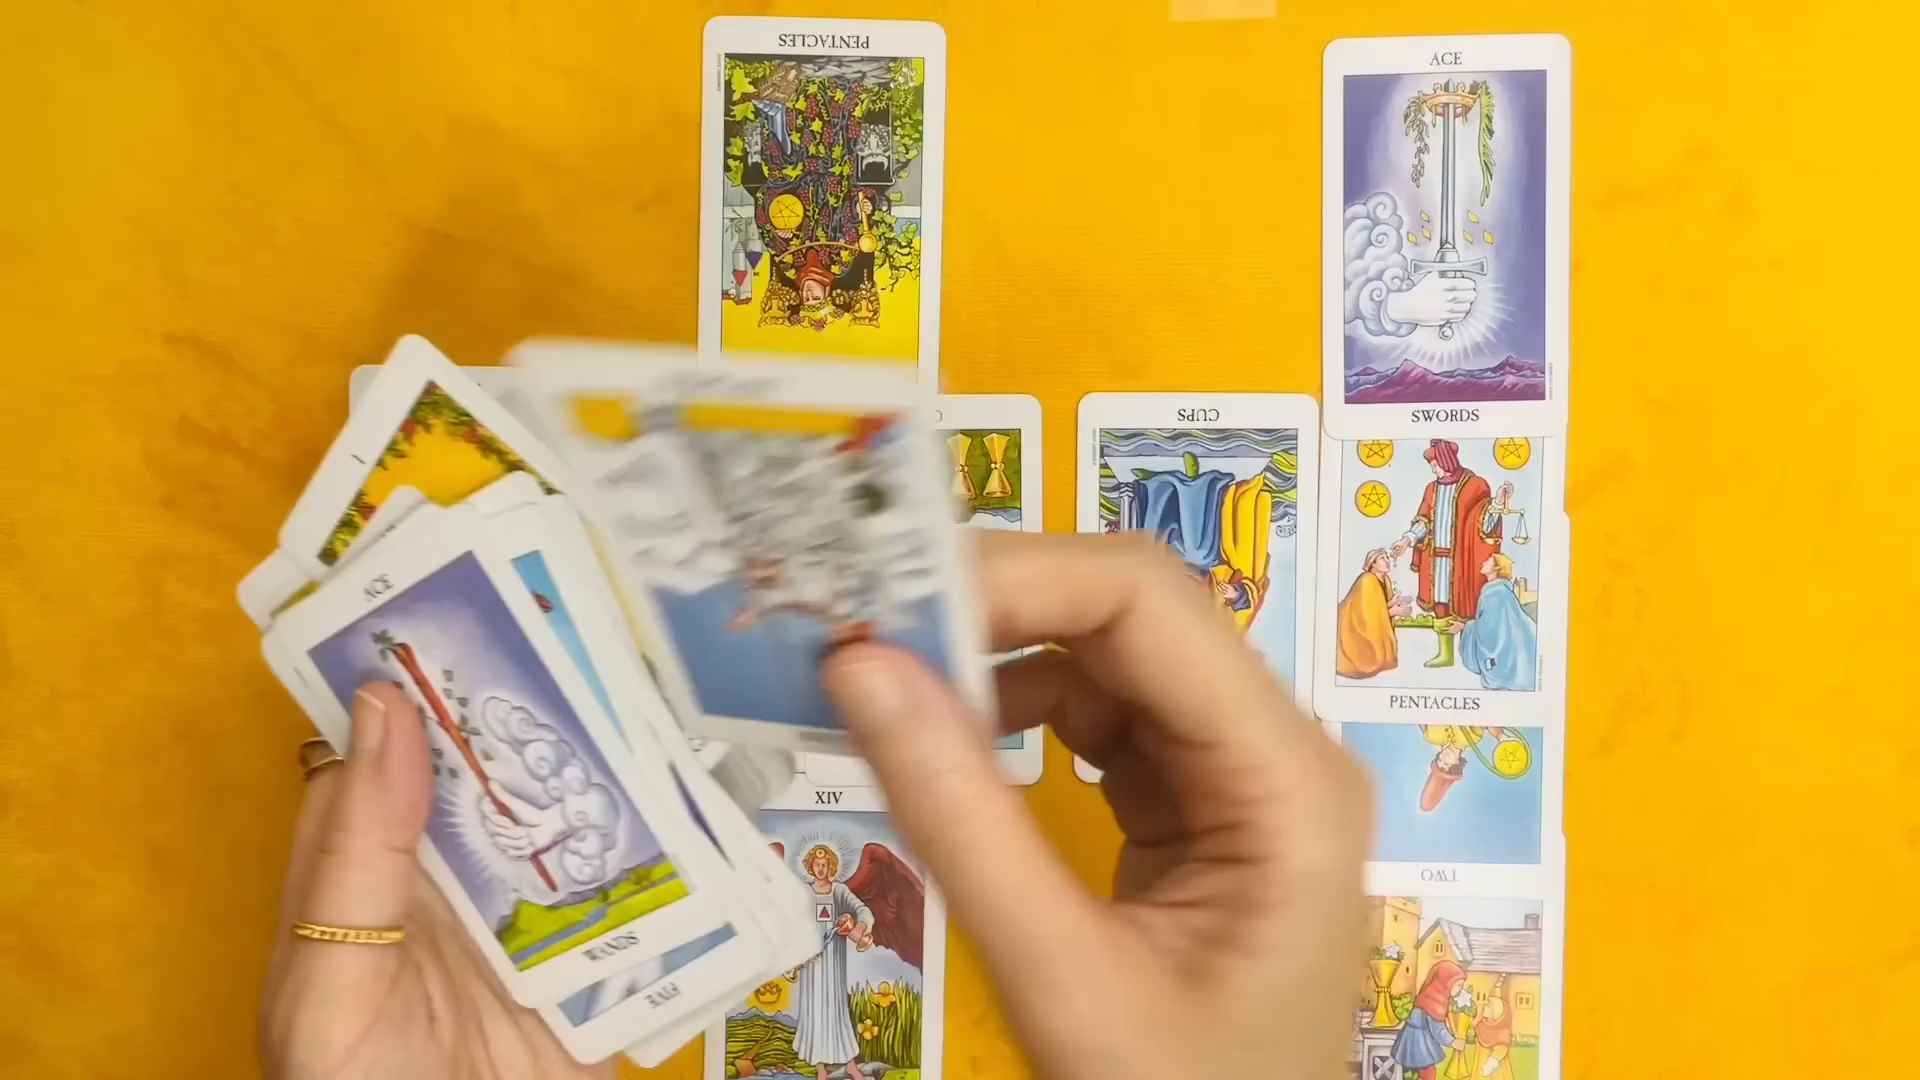 PENTACLES
ACE
SWORDS
CUPS
PENTACLES
TWO
I
ACE
WANDS
FIVE
XIV